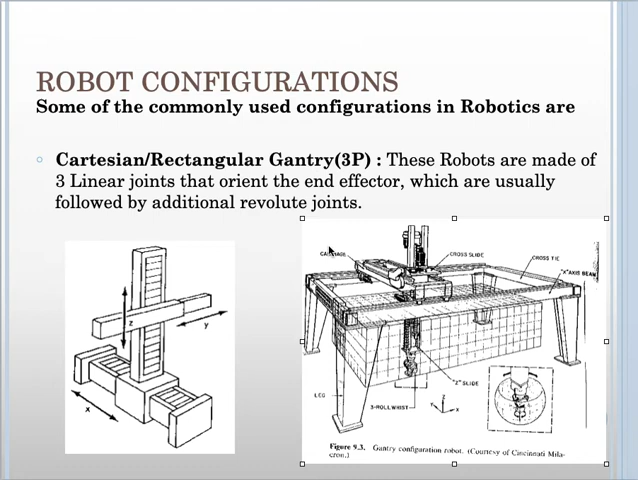 ROBOT CONFIGURATIONS
Some of the commonly used configurations in Robotics are
Cartesian/Rectangular Gantry(3P) : These Robots are made of
3 Linear joints that orient the end effector, which are usually
followed by additional revolute joints.
CARRIAGE
CROSS SLIDE
CROSS TIE
"X" AXIS BEAM
z
y
x
"Z" SLIDE
LEG
3-ROLL WRIST
Z
Y
X
Figure 9.3. Gantry configuration robot. (Courtesy of Cincinnati Mila-
cron.)